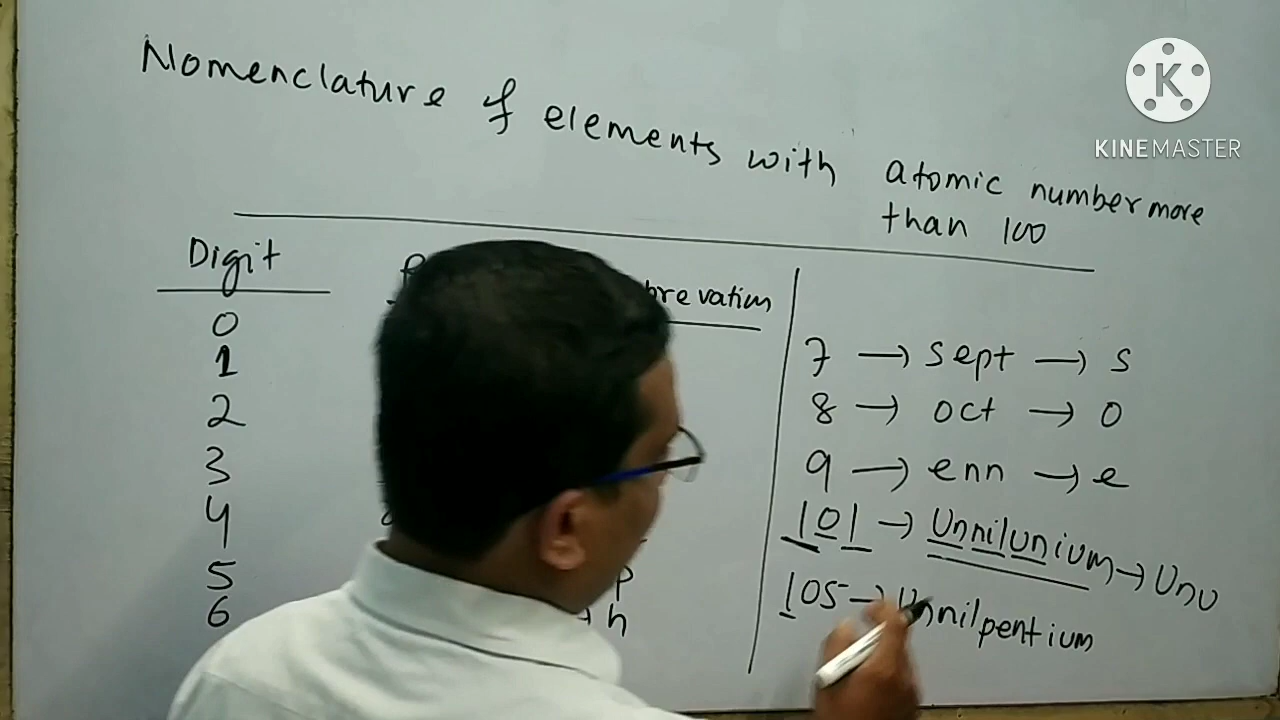 Nomenclature of elements with atomic number more
than 100
KINEMASTER
Digit
0
1
2
3
4
5
6
p
h
7 → sept → s
8 → oct → o
9 → enn → e
101 → Unnilunium → Unu
105 → Unnilpentium